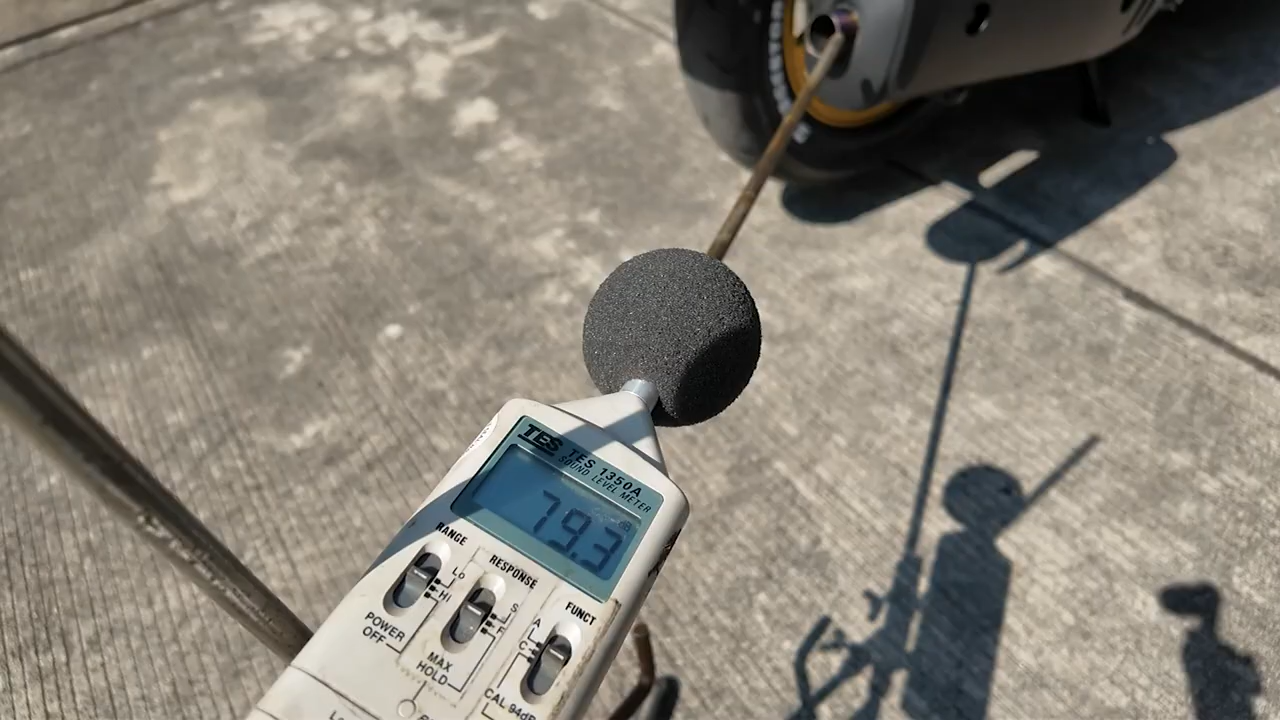 TES TES 1350A
SOUND LEVEL METER
dB
79.3
RANGE
Lo
HI
POWER
OFF
RESPONSE
S
F
MAX
HOLD
FUNCT
A
C
CAL 94dB